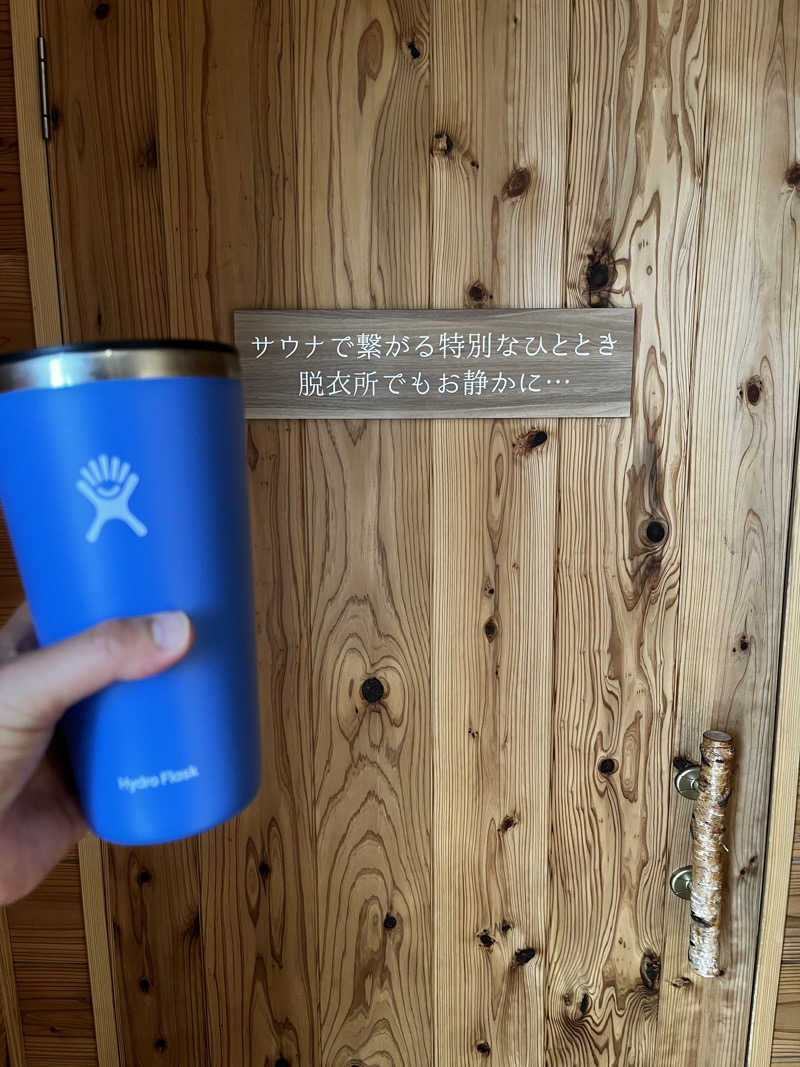 サウナで繋がる特別なひととき
脱衣所でもお静かに…
Hydro Flask